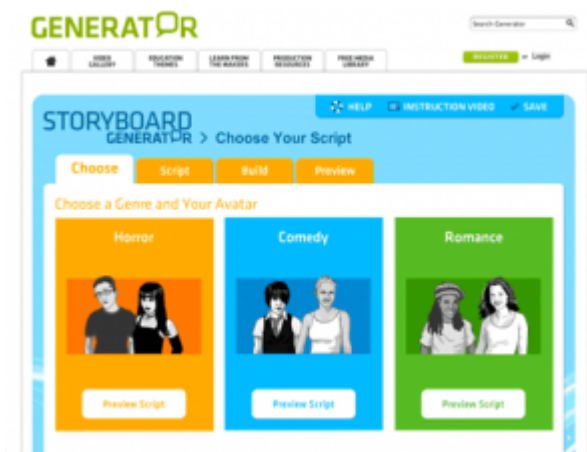 GENERATOR
Search Generator
VIDEO GALLERY
EDUCATION THEMES
LEARN FROM THE MAKERS
PRODUCTION RESOURCES
FREE MEDIA LIBRARY
REGISTER or Login
HELP
INSTRUCTION VIDEO
SAVE
STORYBOARD
GENERATOR > Choose Your Script
Choose
Script
Build
Preview
Choose a Genre and Your Avatar
Horror
Comedy
Romance
Preview Script
Preview Script
Preview Script